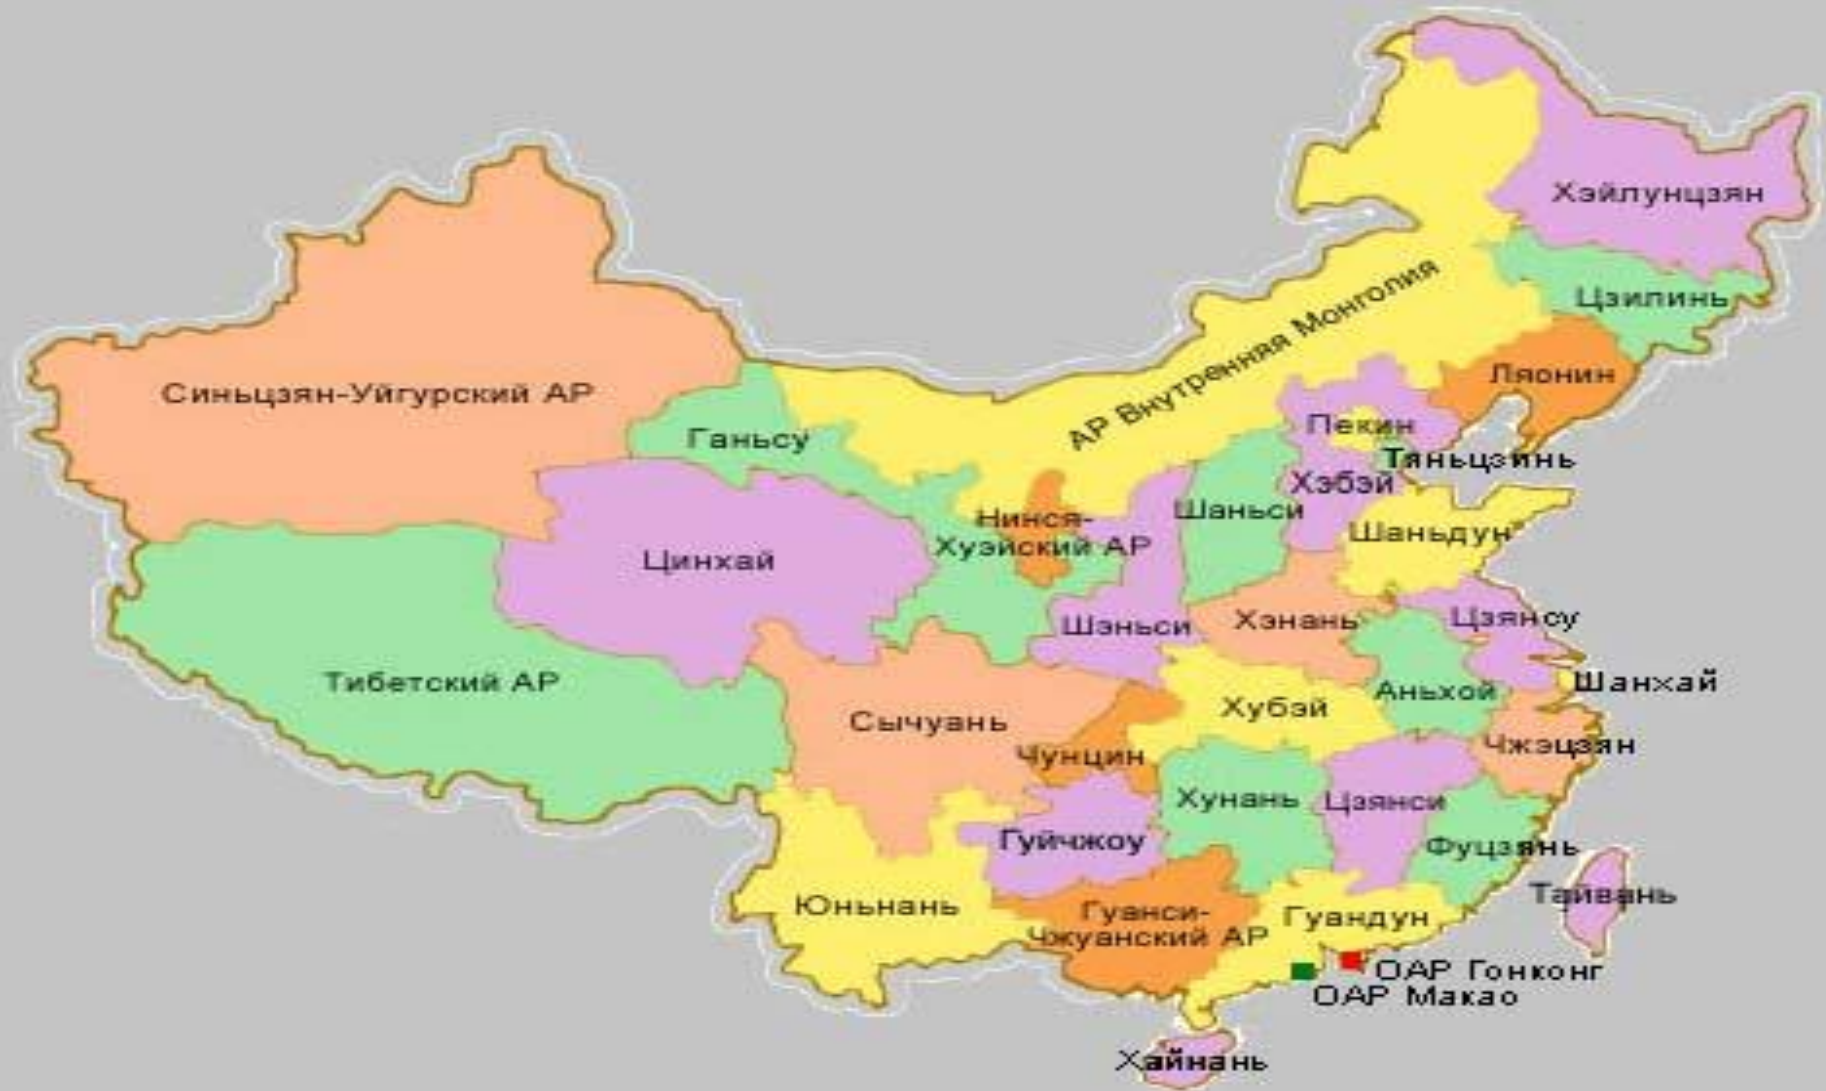 Хэйлунцзян
Цзилинь
АР Внутренняя Монголия
Ляонин
Синьцзян-Уйгурский АР
Ганьсу
Пекин
Тяньцзинь
Хэбэй
Шаньси
Нинся-
Хуэйский АР
Шаньдун
Цинхай
Шэньси
Хэнань
Цзянсу
Тибетский АР
Аньхой
Шанхай
Сычуань
Хубэй
Чунцин
Чжэцзян
Хунань
Цзянси
Гуйчжоу
Фуцзянь
Тайвань
Юньнань
Гуанси-
Чжуанский АР
Гуандун
ОАР Гонконг
ОАР Макао
Хайнань